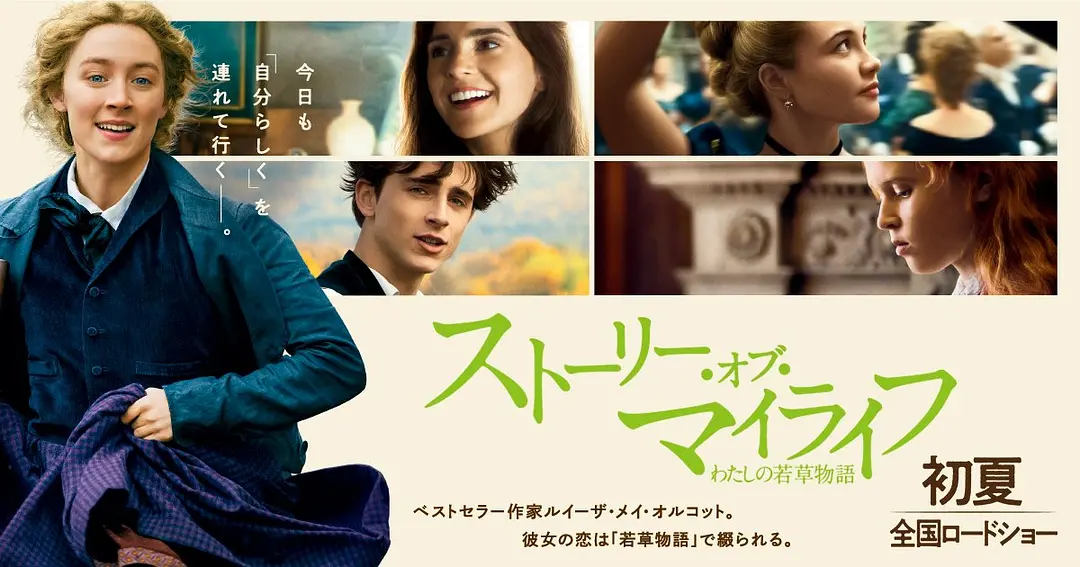 今日も
「自分らしく」を
連れて行く──。
ストーリー・オブ・
マイライフ
わたしの若草物語
初夏
全国ロードショー
ベストセラー作家ルイーザ・メイ・オルコット。
彼女の恋は「若草物語」で綴られる。